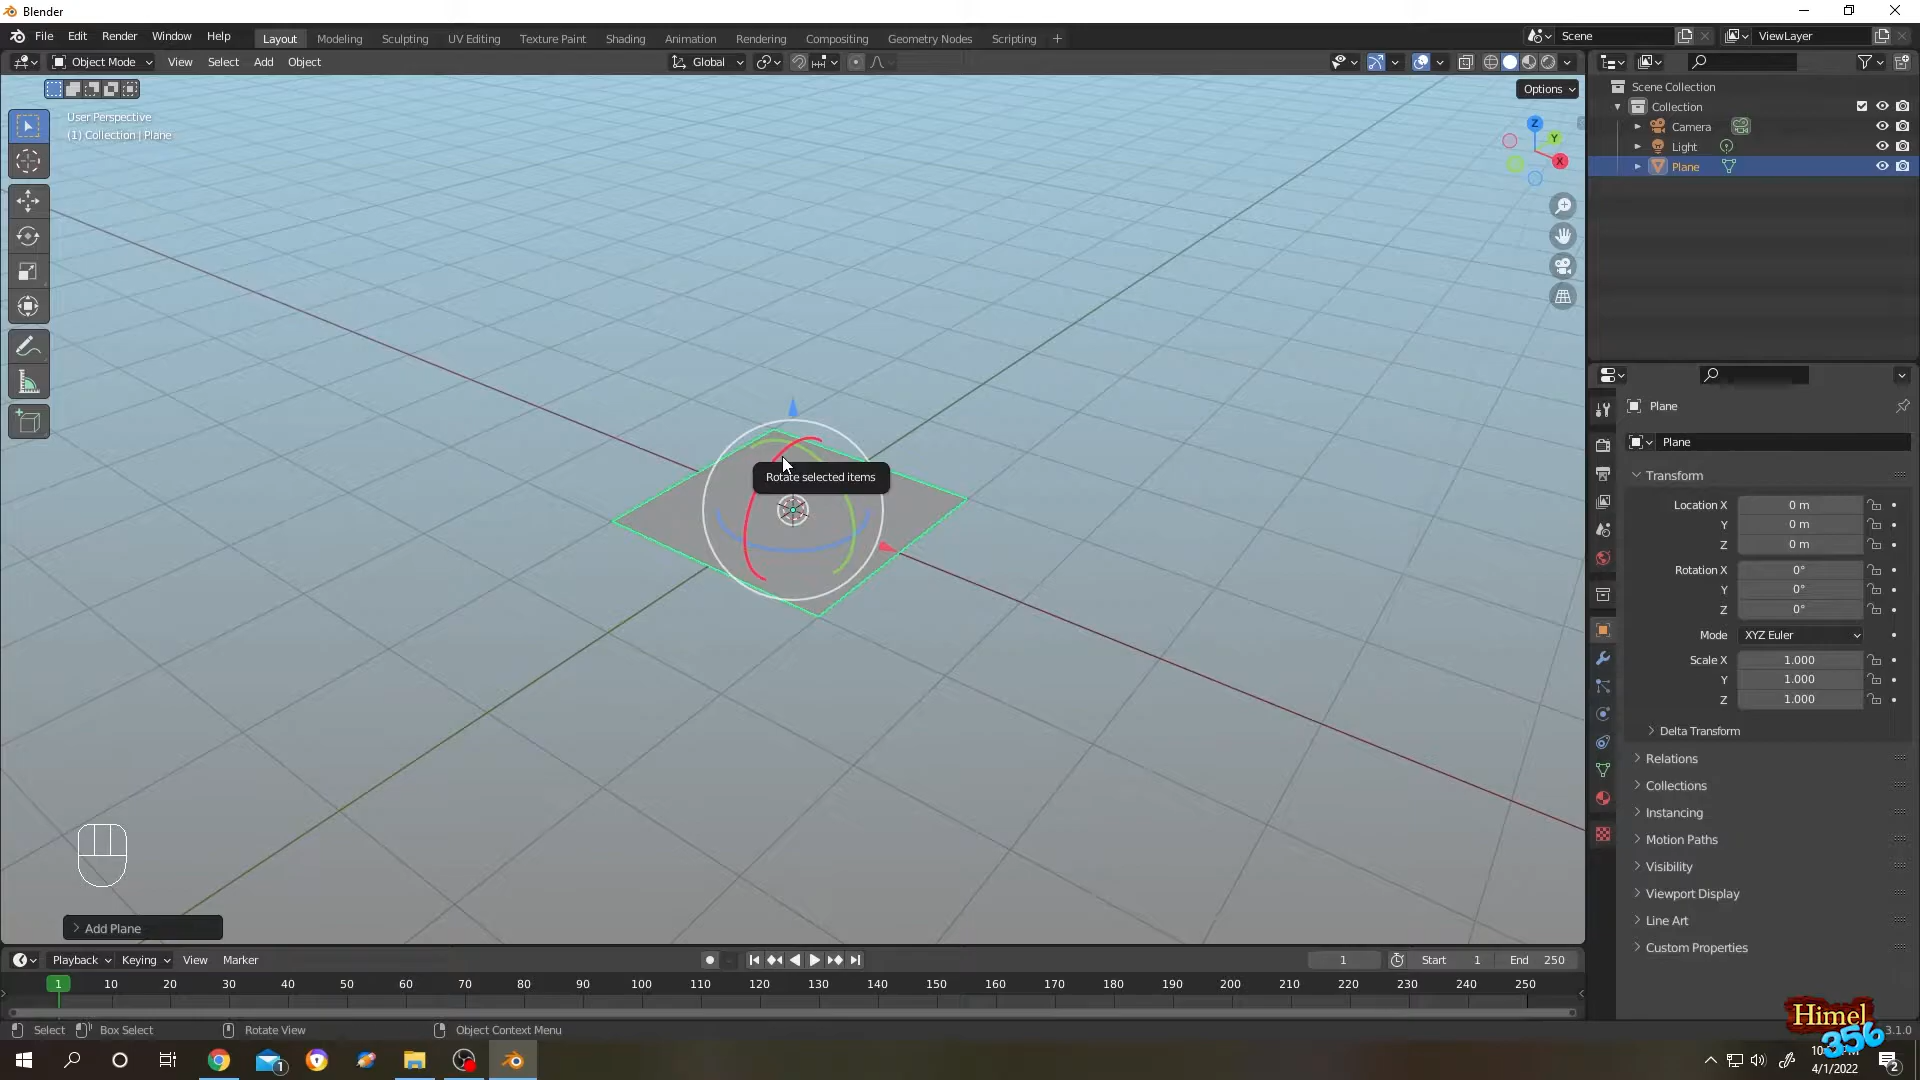 Blender
File Edit Render Window Help Layout Modeling Sculpting UV Editing Texture Paint Shading Animation Rendering Compositing Geometry Nodes Scripting + Scene ViewLayer
Object Mode View Select Add Object Global
Options
User Perspective
(1) Collection | Plane
Z
Y
X
Scene Collection
Collection
Camera
Light
Plane
Rotate selected items
Plane
Plane
Transform
Location X 0 m
Y 0 m
Z 0 m
Rotation X 0°
Y 0°
Z 0°
Mode XYZ Euler
Scale X 1.000
Y 1.000
Z 1.000
Delta Transform
Relations
Collections
Instancing
Motion Paths
Visibility
Viewport Display
Line Art
Custom Properties
Add Plane
Playback Keying View Marker 1 Start 1 End 250
1 10 20 30 40 50 60 70 80 90 100 110 120 130 140 150 160 170 180 190 200 210 220 230 240 250
Select Box Select Rotate View Object Context Menu 3.1.0
Himel
356
1
4/1/2022
2